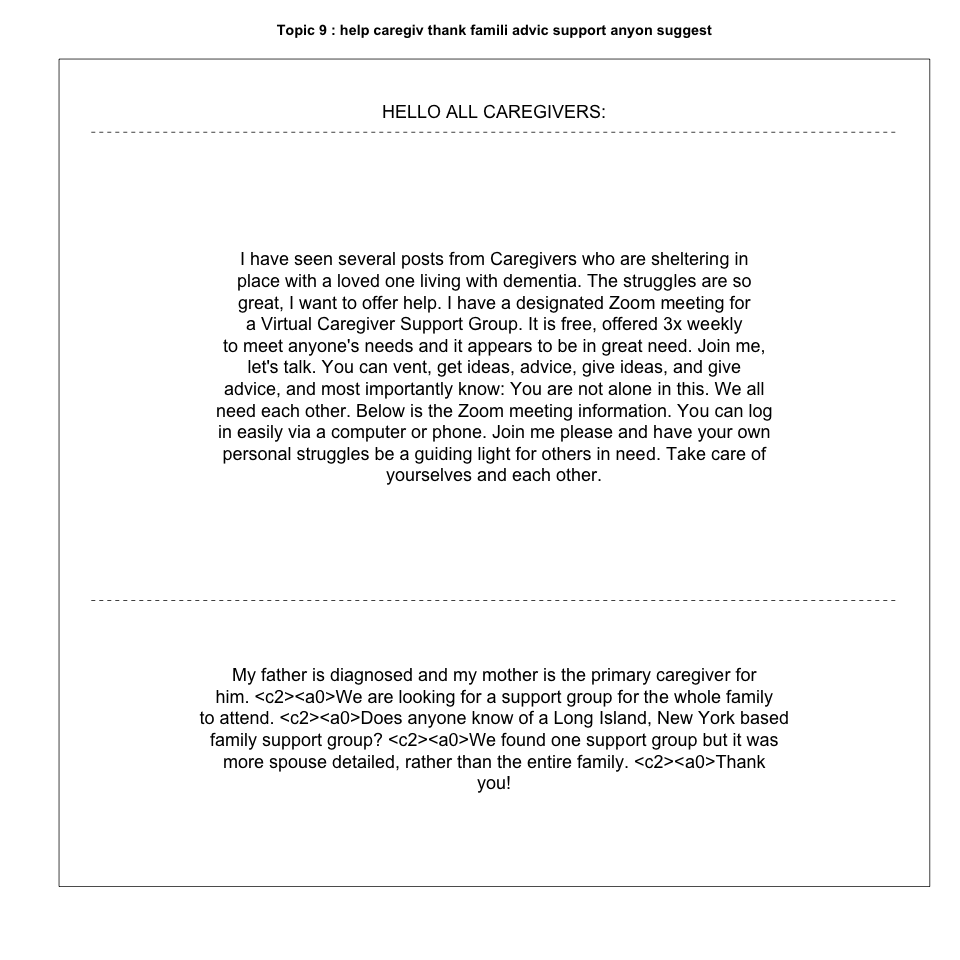 Topic 9 : help caregiv thank famili advic support anyon suggest
HELLO ALL CAREGIVERS:
I have seen several posts from Caregivers who are sheltering in
place with a loved one living with dementia. The struggles are so
great, I want to offer help. I have a designated Zoom meeting for
a Virtual Caregiver Support Group. It is free, offered 3x weekly
to meet anyone's needs and it appears to be in great need. Join me,
let's talk. You can vent, get ideas, advice, give ideas, and give
advice, and most importantly know: You are not alone in this. We all
need each other. Below is the Zoom meeting information. You can log
in easily via a computer or phone. Join me please and have your own
personal struggles be a guiding light for others in need. Take care of
yourselves and each other.
My father is diagnosed and my mother is the primary caregiver for
him. <c2><a0>We are looking for a support group for the whole family
to attend. <c2><a0>Does anyone know of a Long Island, New York based
family support group? <c2><a0>We found one support group but it was
more spouse detailed, rather than the entire family. <c2><a0>Thank
you!